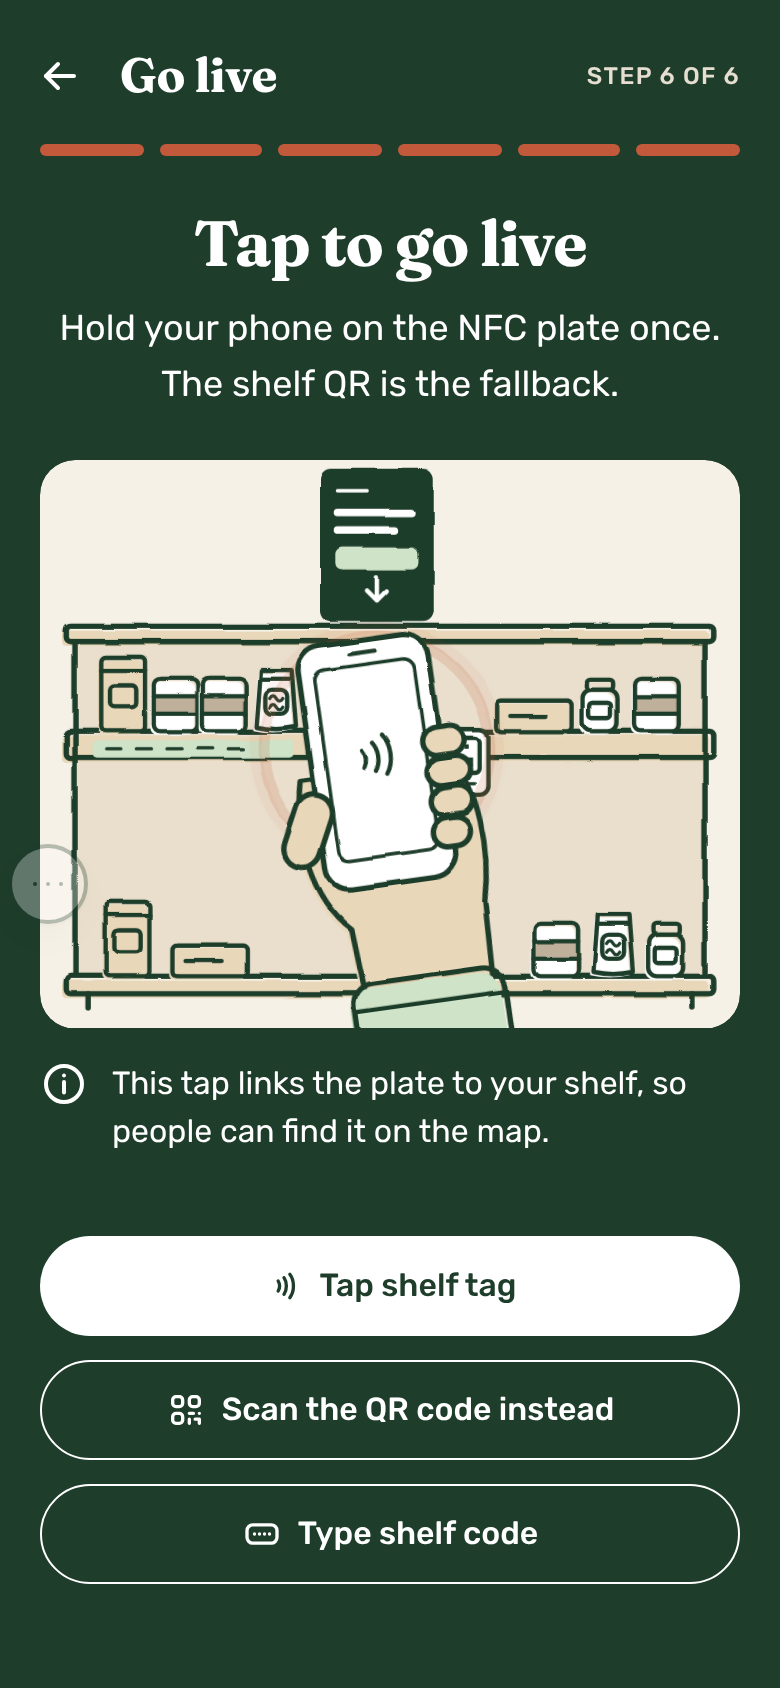 Go live
STEP 6 OF 6
Tap to go live
Hold your phone on the NFC plate once.
The shelf QR is the fallback.
This tap links the plate to your shelf, so
people can find it on the map.
Tap shelf tag
Scan the QR code instead
Type shelf code